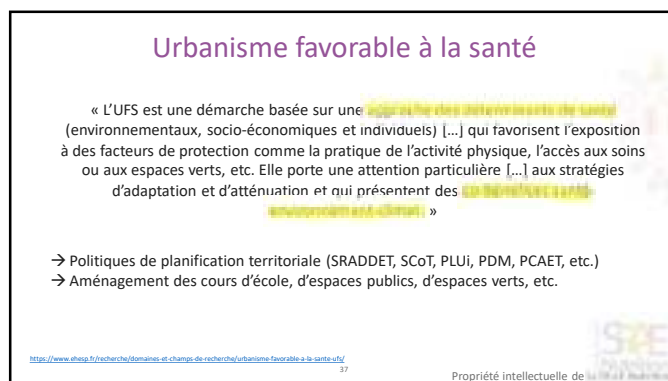 Urbanisme favorable à la santé
« L’UFS est une démarche basée sur une
(environnementaux, socio-économiques et individuels) […] qui favorisent l’exposition
à des facteurs de protection comme la pratique de l’activité physique, l’accès aux soins
ou aux espaces verts, etc. Elle porte une attention particulière […] aux stratégies
d’adaptation et d’atténuation et qui présentent des
»
→ Politiques de planification territoriale (SRADDET, SCoT, PLUi, PDM, PCAET, etc.)
→ Aménagement des cours d’école, d’espaces publics, d’espaces verts, etc.
https://www.ehesp.fr/recherche/domaines-et-champs-de-recherche/urbanisme-favorable-a-la-sante-ufs/
37
Propriété intellectuelle de